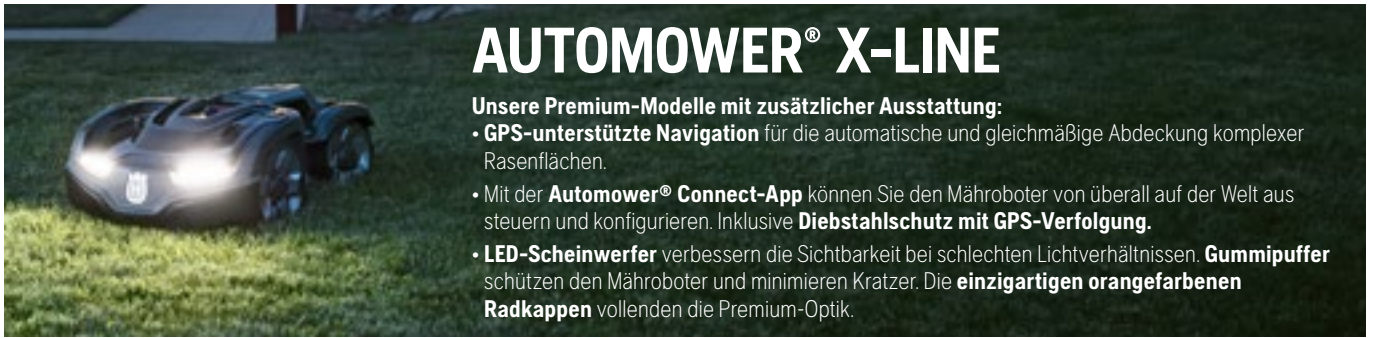 AUTOMOWER® X-LINE
Unsere Premium-Modelle mit zusätzlicher Ausstattung:
• GPS-unterstützte Navigation für die automatische und gleichmäßige Abdeckung komplexer
Rasenflächen.
• Mit der Automower® Connect-App können Sie den Mähroboter von überall auf der Welt aus
steuern und konfigurieren. Inklusive Diebstahlschutz mit GPS-Verfolgung.
• LED-Scheinwerfer verbessern die Sichtbarkeit bei schlechten Lichtverhältnissen. Gummipuffer
schützen den Mähroboter und minimieren Kratzer. Die einzigartigen orangefarbenen
Radkappen vollenden die Premium-Optik.